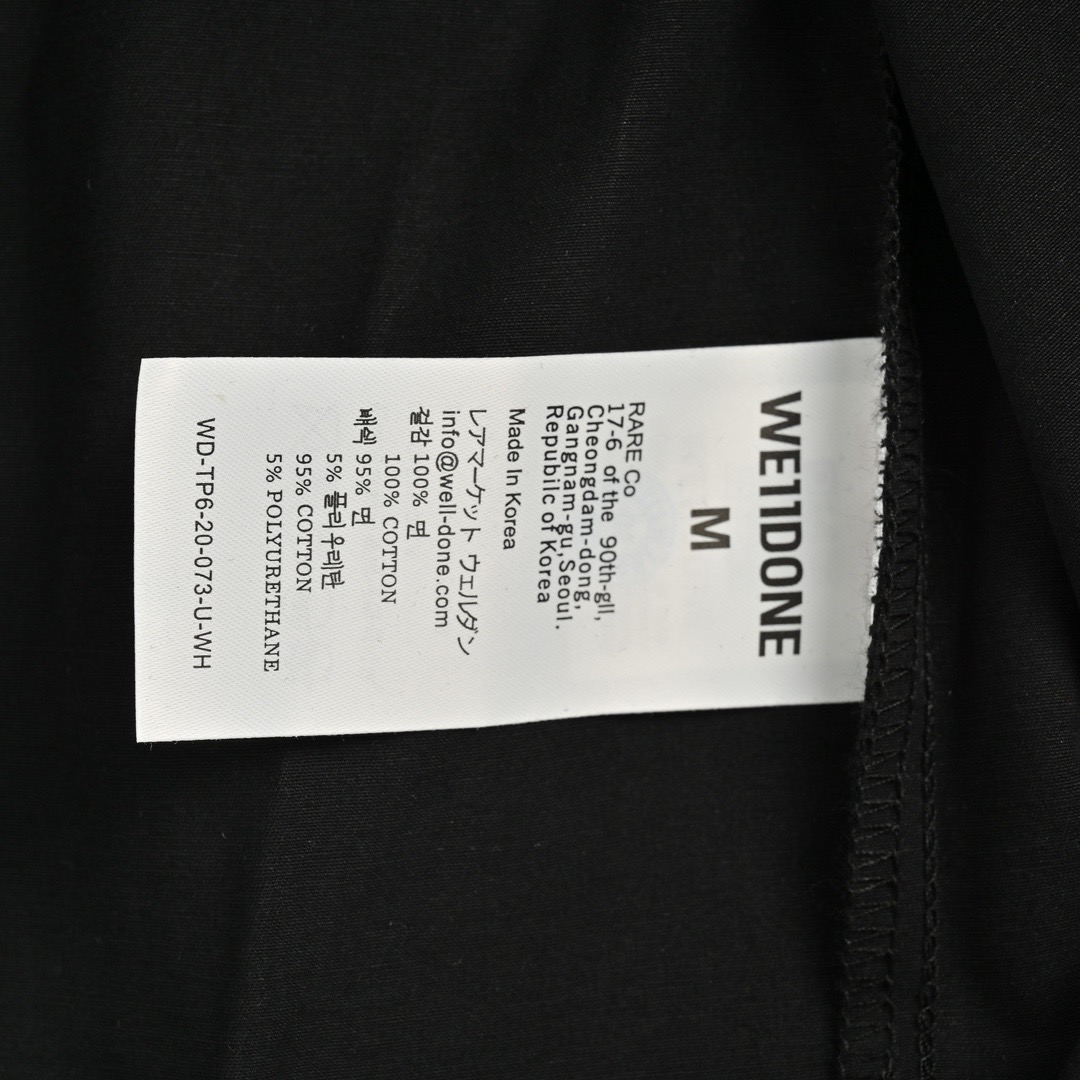 WE11DONE
M
RARE Co
17-6 of the 90th-gil,
Cheongdam-dong,
Gangnam-gu,Seoul.
Republic of Korea
Made In Korea
レアマーケット ウェルダン
info@well-done.com
겉감 100% 면
100% COTTON
배색 95% 면
5% 폴리우레탄
95% COTTON
5% POLYURETHANE
WD-TP6-20-073-U-WH